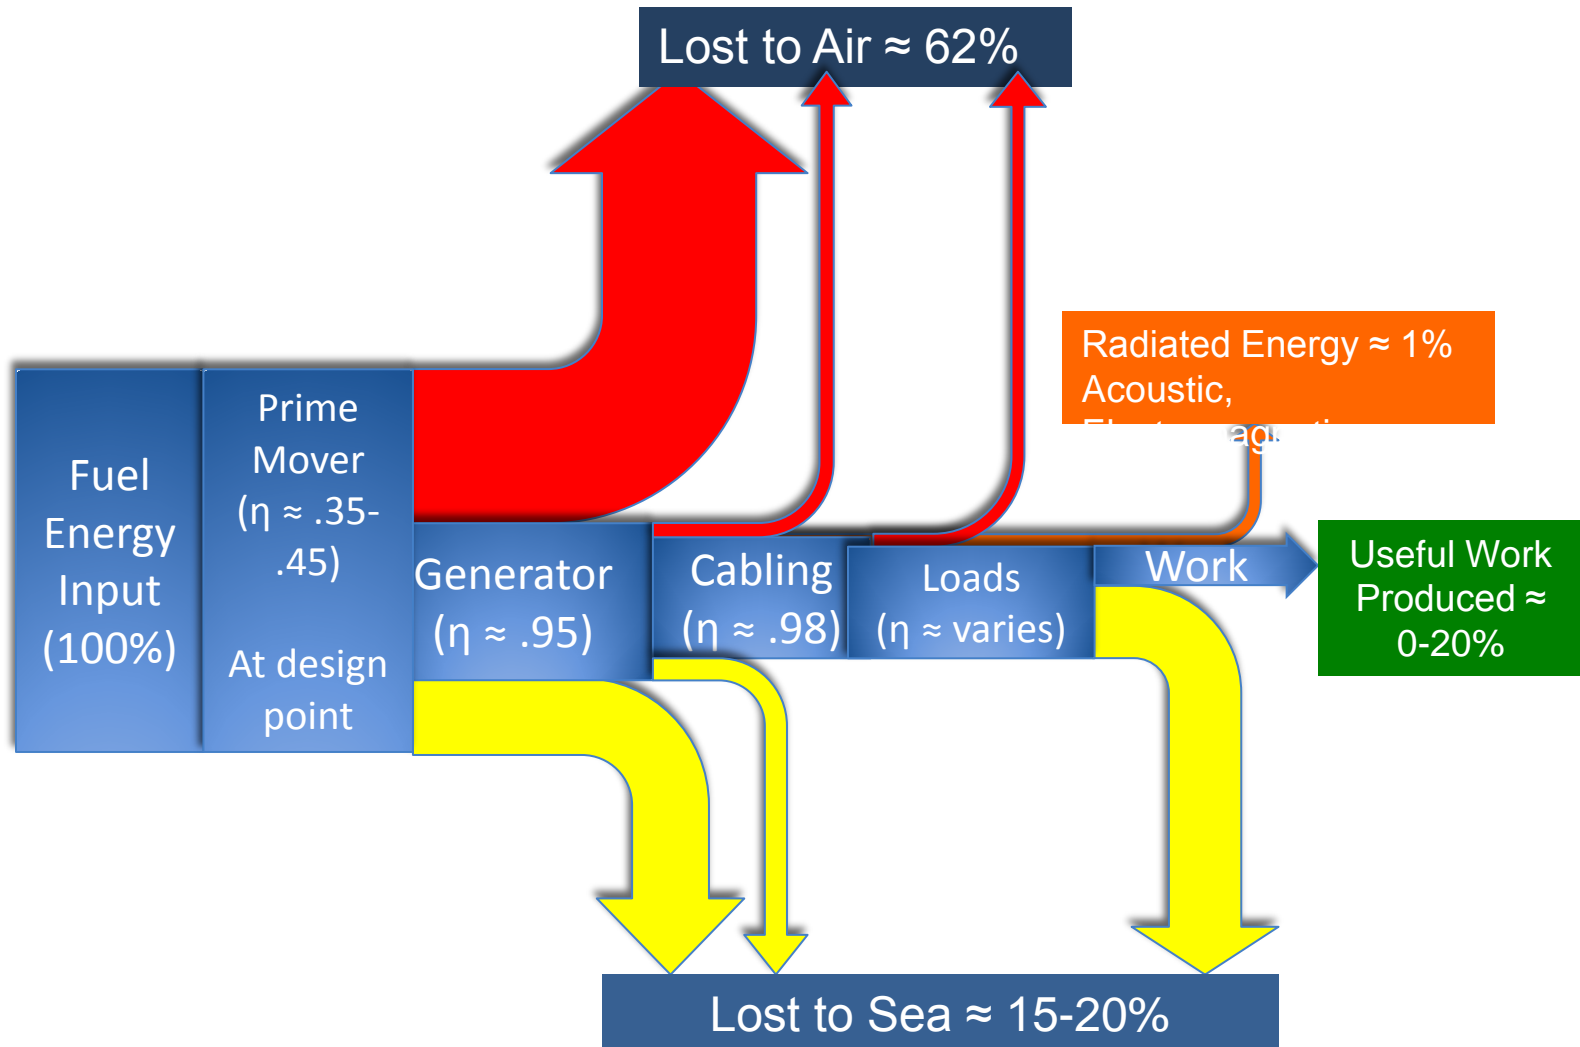 Lost to Air ≈ 62%
Radiated Energy ≈ 1%
Acoustic,
Fuel
Energy
Input
(100%)
Prime
Mover
(η ≈ .35-
.45)
At design
point
Generator
(η ≈ .95)
Cabling
(η ≈ .98)
Loads
(η ≈ varies)
Work
Useful Work
Produced ≈
0-20%
Lost to Sea ≈ 15-20%